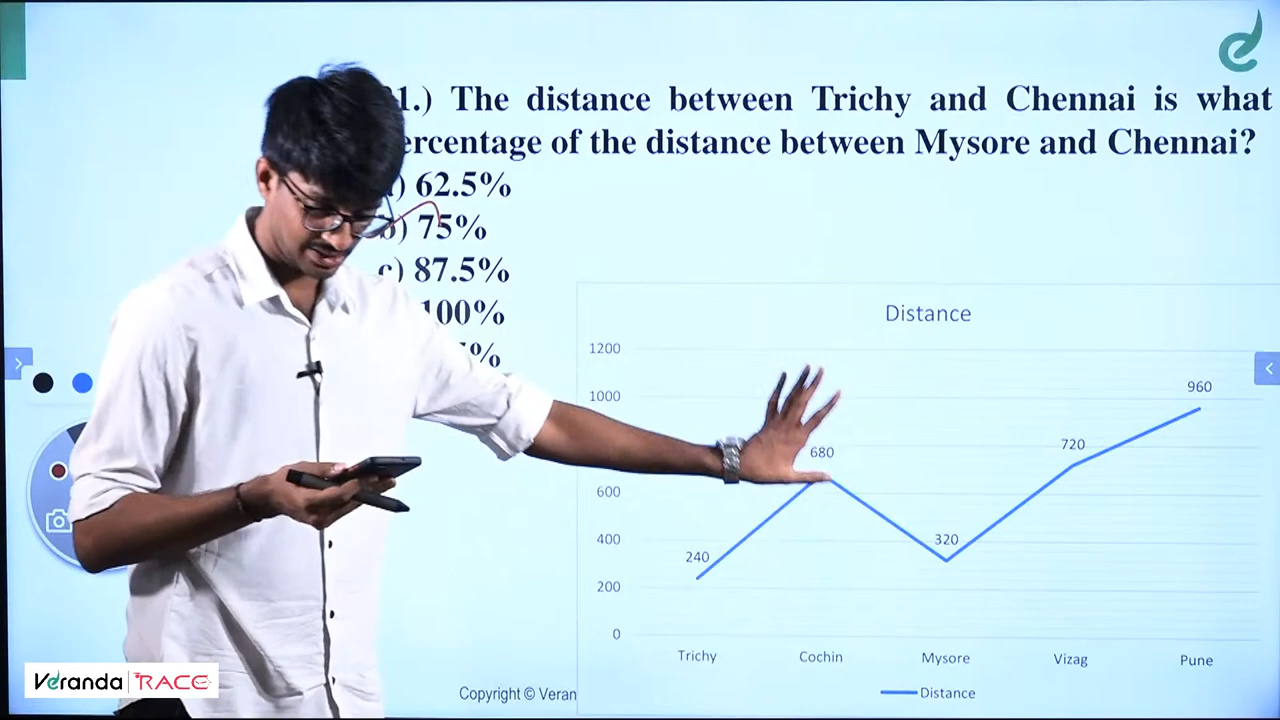 1.) The distance between Trichy and Chennai is what
ercentage of the distance between Mysore and Chennai?
) 62.5%
b) 75%
c) 87.5%
100%
%
Distance
1200
1000
600
400
200
0
240
680
320
720
960
Trichy Cochin Mysore Vizag Pune
Distance
Copyright © Veran
Veranda RACE